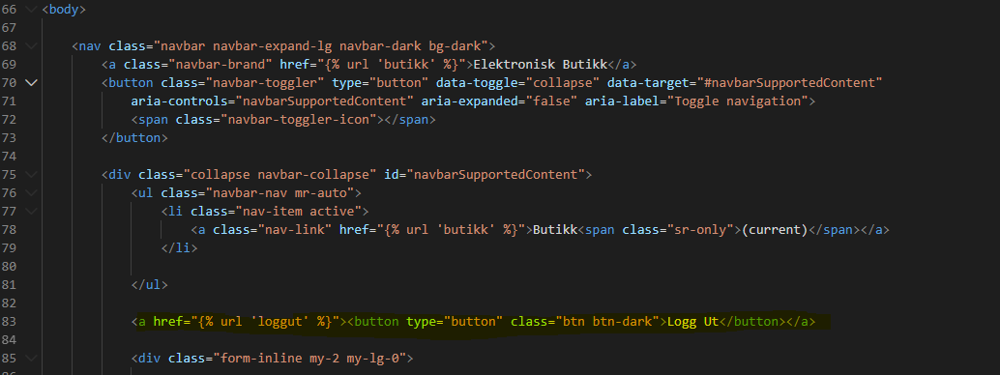 66 <body>
67
68 <nav class="navbar navbar-expand-lg navbar-dark bg-dark">
69 <a class="navbar-brand" href="{% url 'butikk' %}">Elektronisk Butikk</a>
70 <button class="navbar-toggler" type="button" data-toggle="collapse" data-target="#navbarSupportedContent"
71 aria-controls="navbarSupportedContent" aria-expanded="false" aria-label="Toggle navigation">
72 <span class="navbar-toggler-icon"></span>
73 </button>
74
75 <div class="collapse navbar-collapse" id="navbarSupportedContent">
76 <ul class="navbar-nav mr-auto">
77 <li class="nav-item active">
78 <a class="nav-link" href="{% url 'butikk' %}">Butikk<span class="sr-only">(current)</span></a>
79 </li>
80
81 </ul>
82
83 <a href="{% url 'loggut' %}"><button type="button" class="btn btn-dark">Logg Ut</button></a>
84
85 <div class="form-inline my-2 my-lg-0">